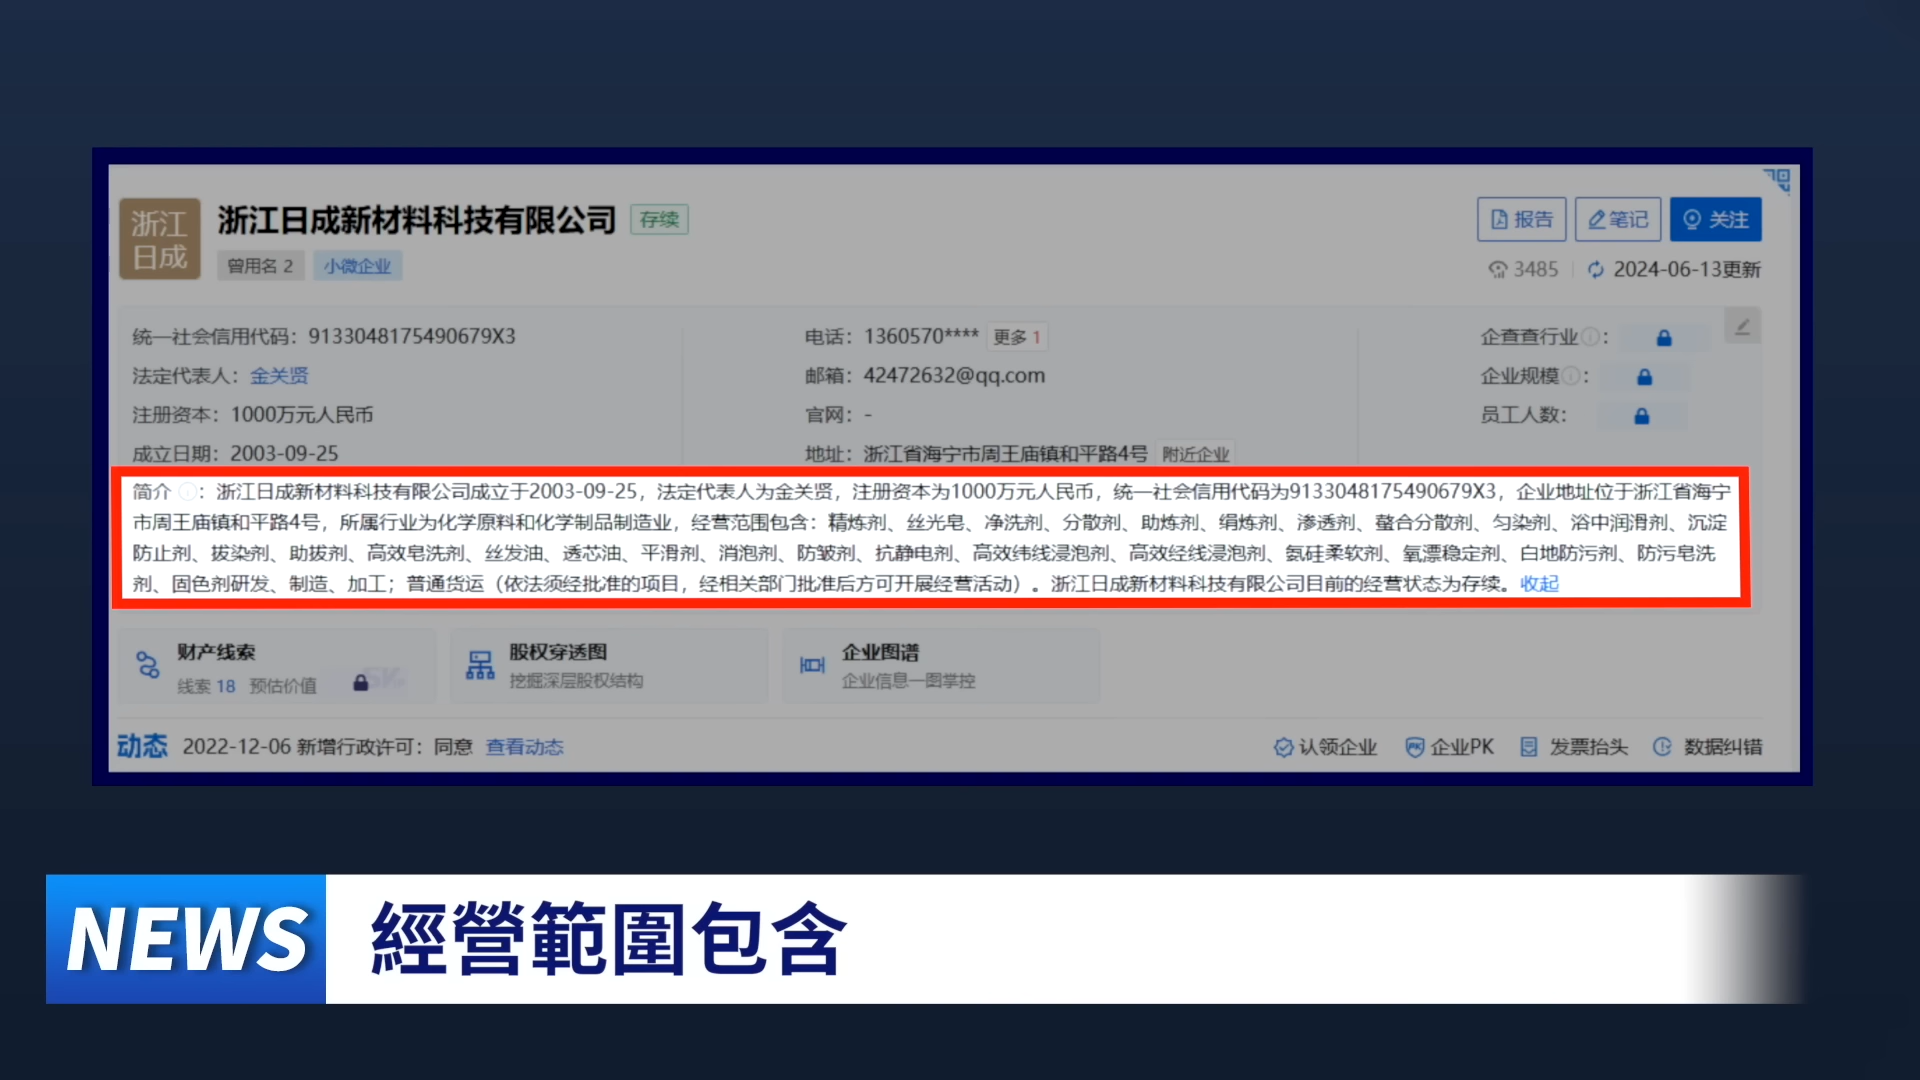 浙江
日成
浙江日成新材料科技有限公司 存续
曾用名 2 小微企业
报告 笔记 关注
3485 2024-06-13更新
统一社会信用代码：9133048175490679X3
法定代表人：金关贤
注册资本：1000万元人民币
成立日期：2003-09-25
电话：1360570**** 更多 1
邮箱：42472632@qq.com
官网：-
地址：浙江省海宁市周王庙镇和平路4号 附近企业
企查查行业：
企业规模：
员工人数：
简介：浙江日成新材料科技有限公司成立于2003-09-25，法定代表人为金关贤，注册资本为1000万元人民币，统一社会信用代码为9133048175490679X3，企业地址位于浙江省海宁
市周王庙镇和平路4号，所属行业为化学原料和化学制品制造业，经营范围包含：精炼剂、丝光皂、净洗剂、分散剂、助炼剂、绢炼剂、渗透剂、螯合分散剂、匀染剂、浴中润滑剂、沉淀
防止剂、拔染剂、助拔剂、高效皂洗剂、丝发油、透芯油、平滑剂、消泡剂、防皱剂、抗静电剂、高效纬线浸泡剂、高效经线浸泡剂、氨硅柔软剂、氧漂稳定剂、白地防污剂、防污皂洗
剂、固色剂研发、制造、加工；普通货运（依法须经批准的项目，经相关部门批准后方可开展经营活动）。浙江日成新材料科技有限公司目前的经营状态为存续。收起
财产线索
线索 18 预估价值
股权穿透图
挖掘深层股权结构
企业图谱
企业信息一图掌控
动态 2022-12-06 新增行政许可：同意 查看动态
认领企业 企业PK 发票抬头 数据纠错
NEWS 經營範圍包含